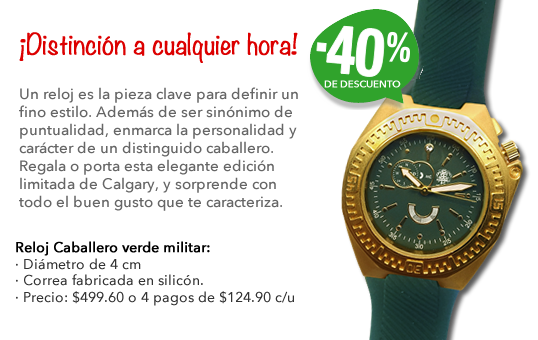 ¡Distinción a cualquier hora!
-40%
DE DESCUENTO
Un reloj es la pieza clave para definir un
fino estilo. Además de ser sinónimo de
puntualidad, enmarca la personalidad y
carácter de un distinguido caballero.
Regala o porta esta elegante edición
limitada de Calgary, y sorprende con
todo el buen gusto que te caracteriza.
Reloj Caballero verde militar:
· Diámetro de 4 cm
· Correa fabricada en silicón.
· Precio: $499.60 o 4 pagos de $124.90 c/u